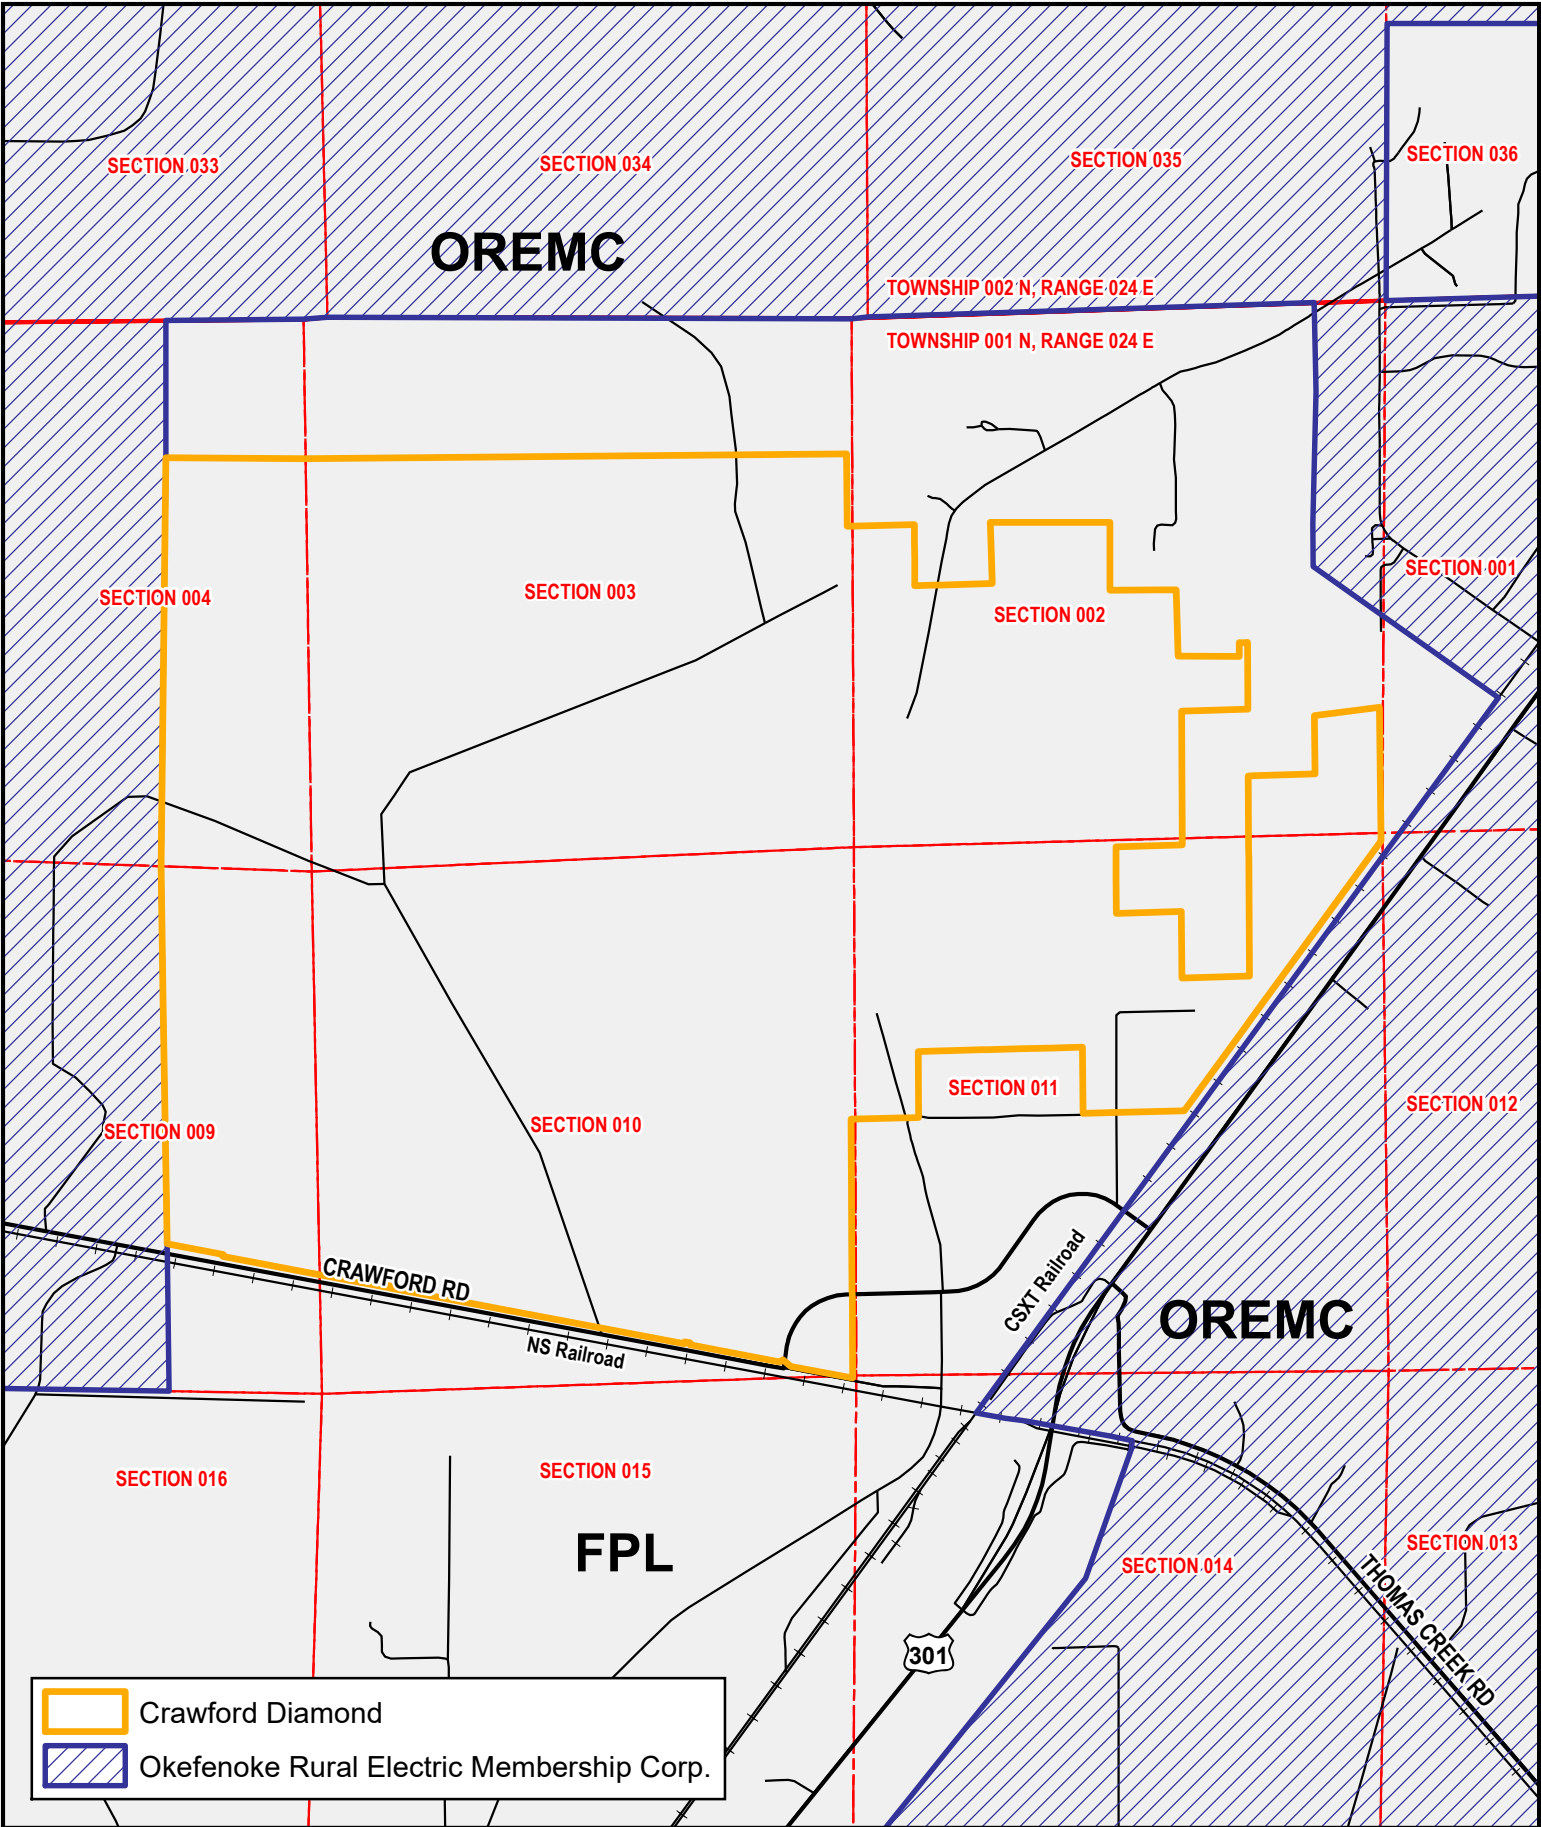 SECTION 033
SECTION 034
SECTION 035
SECTION 036
OREMC
TOWNSHIP 002 N, RANGE 024 E
TOWNSHIP 001 N, RANGE 024 E
SECTION 004
SECTION 003
SECTION 002
SECTION 001
SECTION 009
SECTION 010
SECTION 011
SECTION 012
CRAWFORD RD
NS Railroad
CSXT Railroad
OREMC
SECTION 016
SECTION 015
FPL
SECTION 014
SECTION 013
THOMAS CREEK RD
301
Crawford Diamond
Okefenoke Rural Electric Membership Corp.